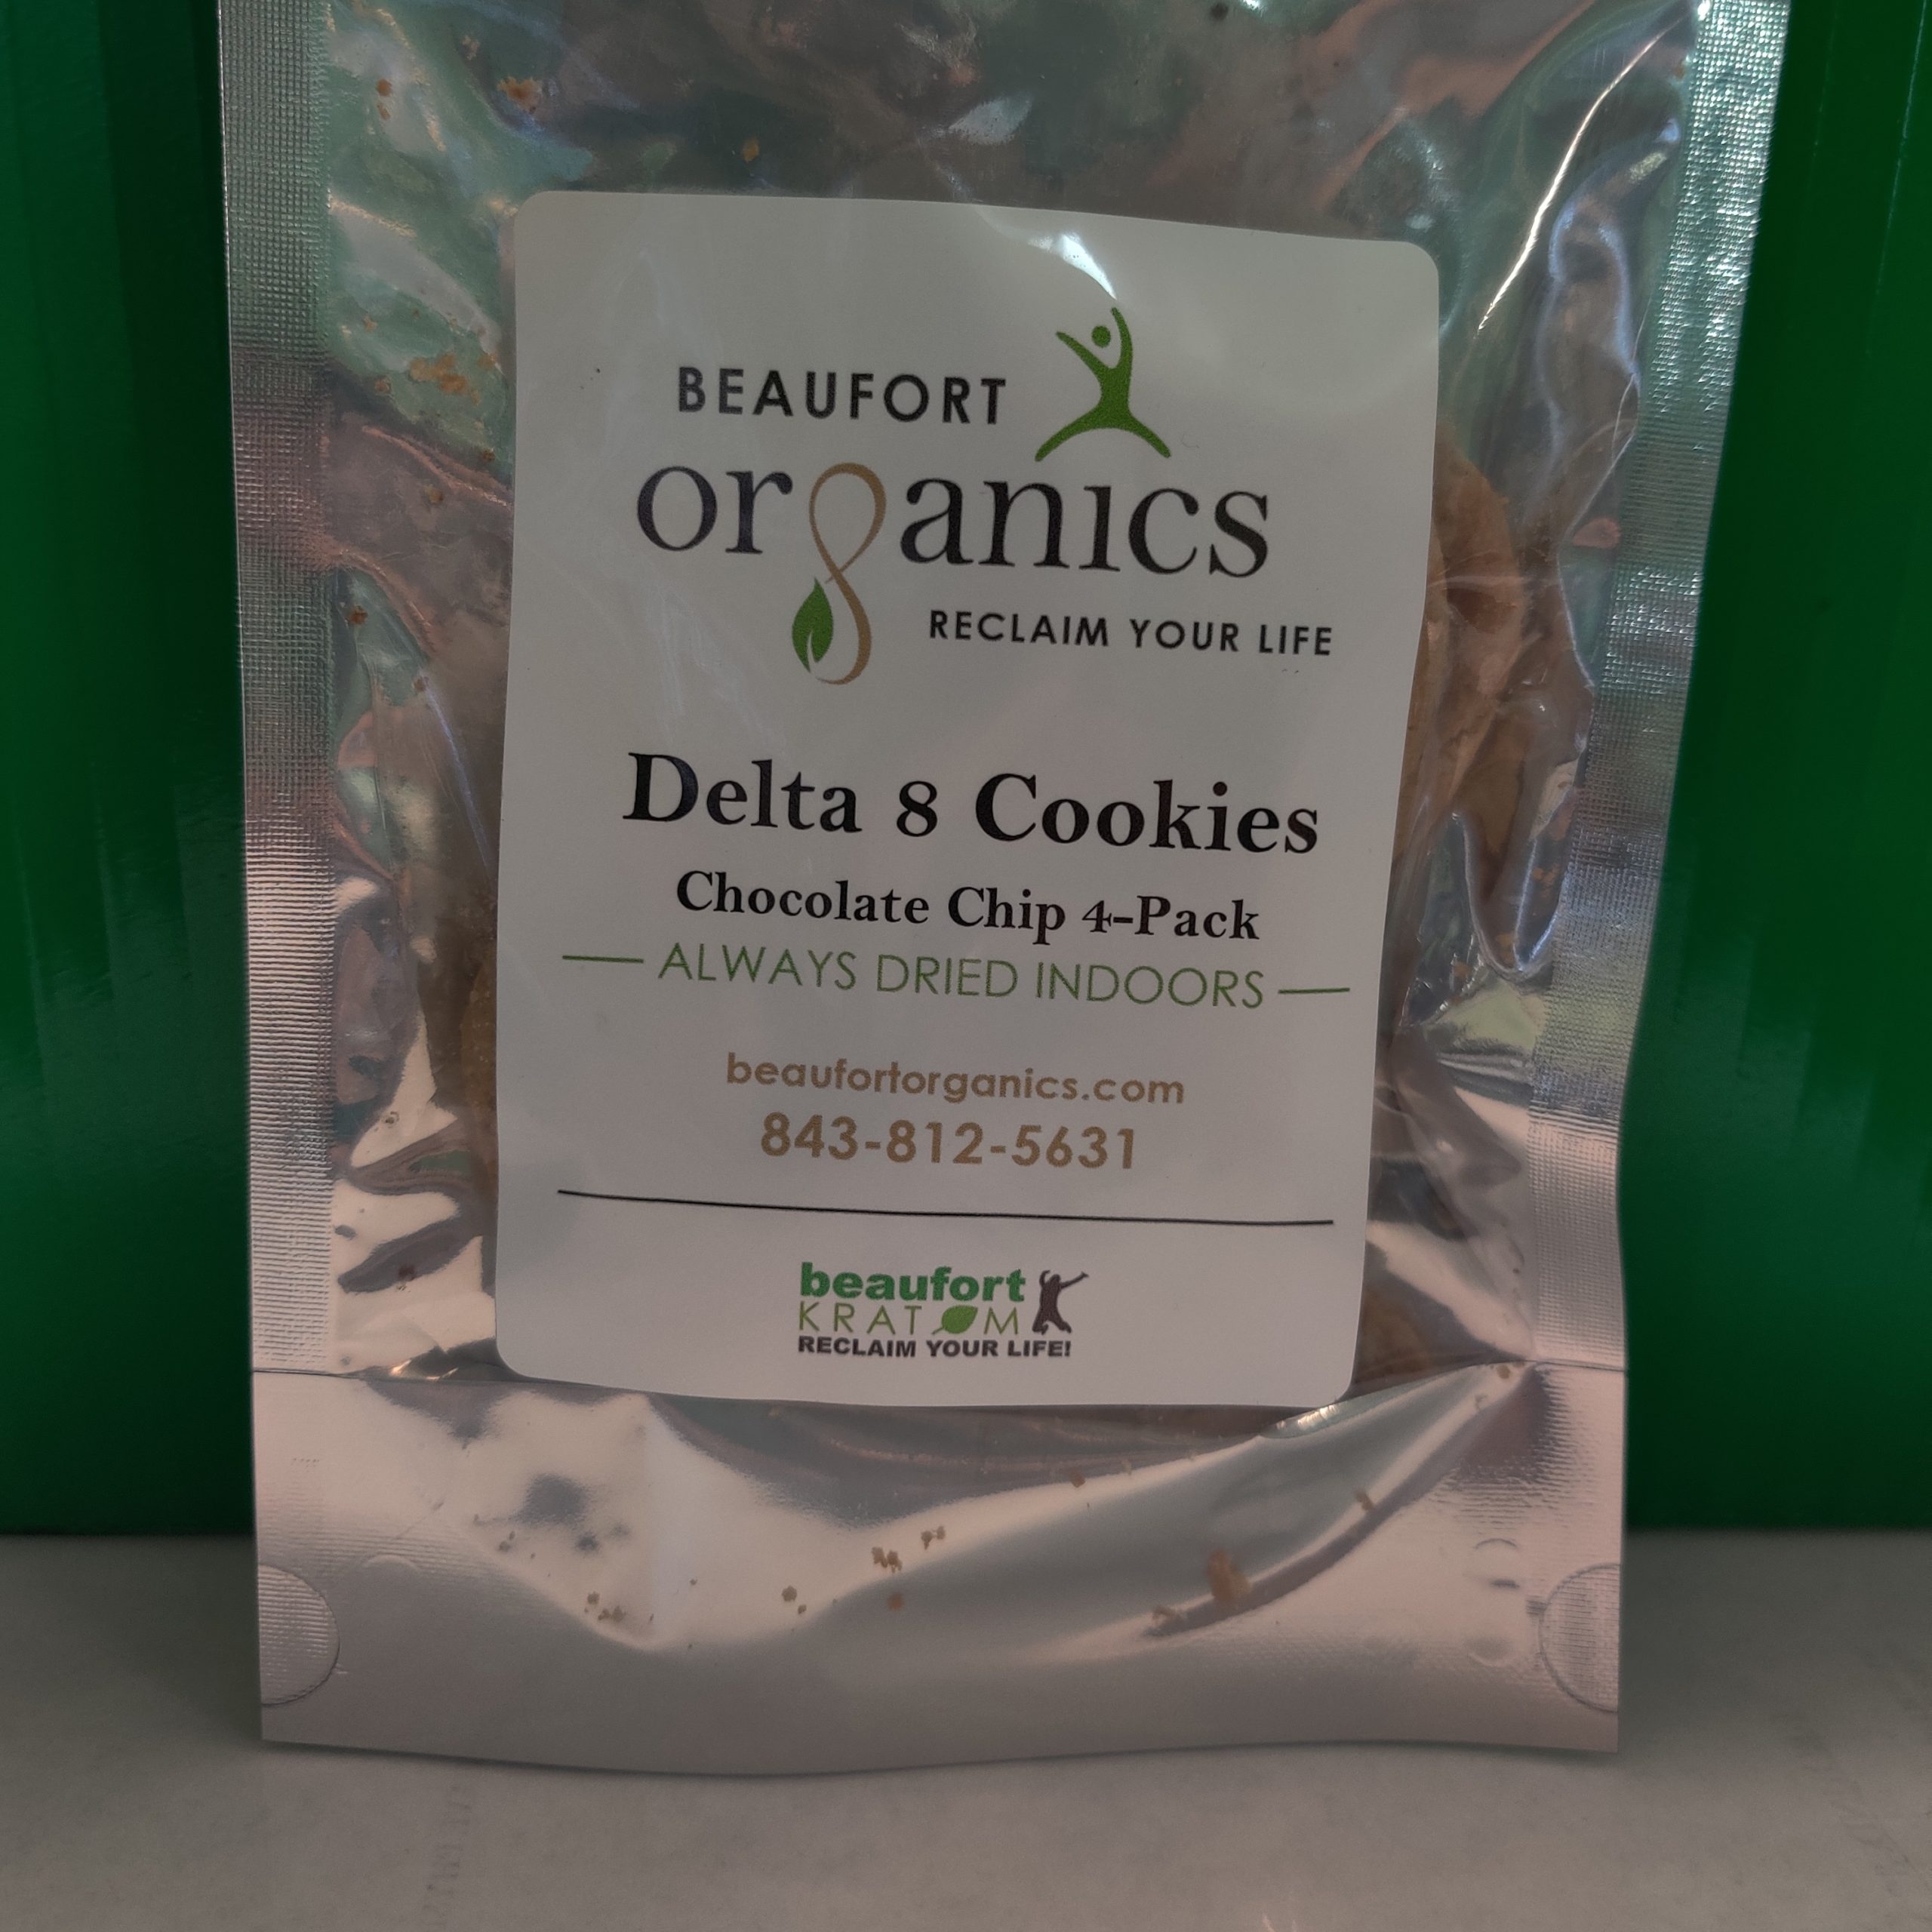 BEAUFORT
organics
RECLAIM YOUR LIFE
Delta 8 Cookies
Chocolate Chip 4-Pack
ALWAYS DRIED INDOORS
beaufortorganics.com
843-812-5631
beaufort
KRATOM
RECLAIM YOUR LIFE!